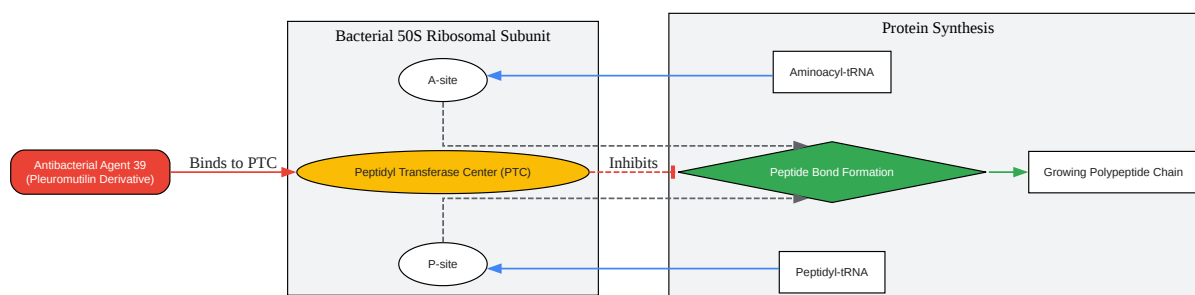 Bacterial 50S Ribosomal Subunit
Protein Synthesis
A-site
Aminoacyl-tRNA
Antibacterial Agent 39
(Pleuromutilin Derivative)
Binds to PTC
Peptidyl Transferase Center (PTC)
Inhibits
Peptide Bond Formation
Growing Polypeptide Chain
P-site
Peptidyl-tRNA